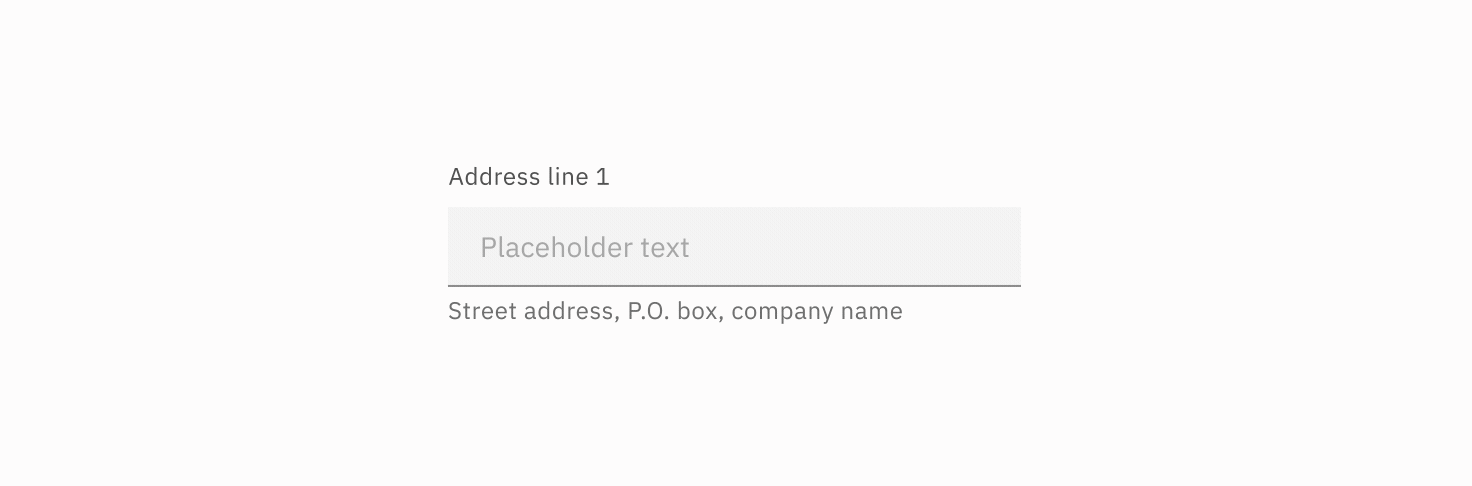 Address line 1
Placeholder text
Street address, P.O. box, company name